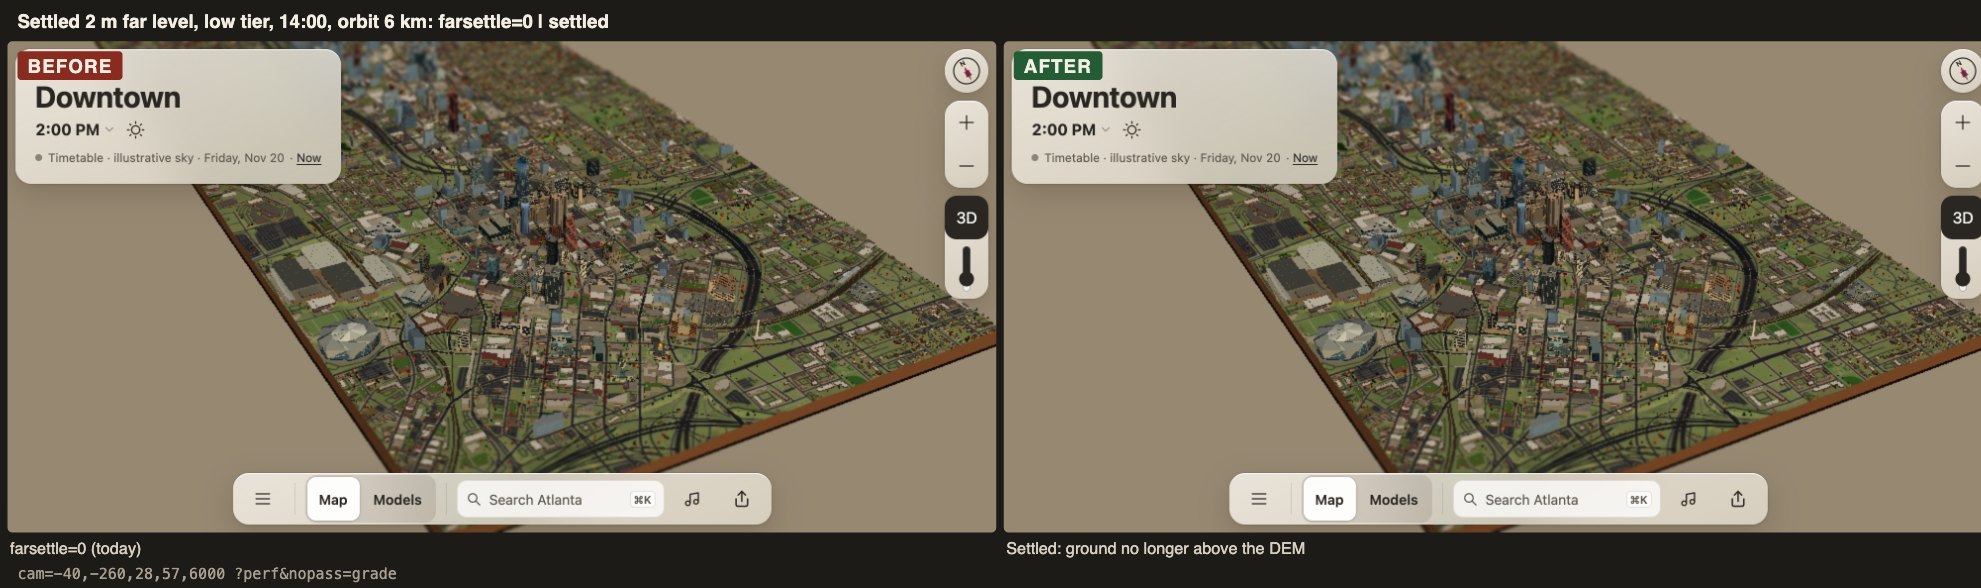 Settled 2 m far level, low tier, 14:00, orbit 6 km: farsettle=0 | settled
BEFORE
Downtown
2:00 PM
Timetable · illustrative sky · Friday, Nov 20 · Now
N
+
−
3D
Map
Models
Search Atlanta
⌘K
farsettle=0 (today)
cam=−40,−260,28,57,6000 ?perf&nopass=grade
AFTER
Downtown
2:00 PM
Timetable · illustrative sky · Friday, Nov 20 · Now
N
+
−
3D
Map
Models
Search Atlanta
⌘K
Settled: ground no longer above the DEM